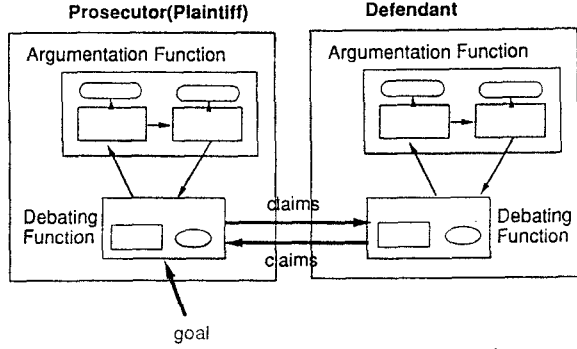 Prosecutor(Plaintiff)
Defendant
Argumentation Function
Argumentation Function
Debating
Function
claims
claims
Debating
Function
goal